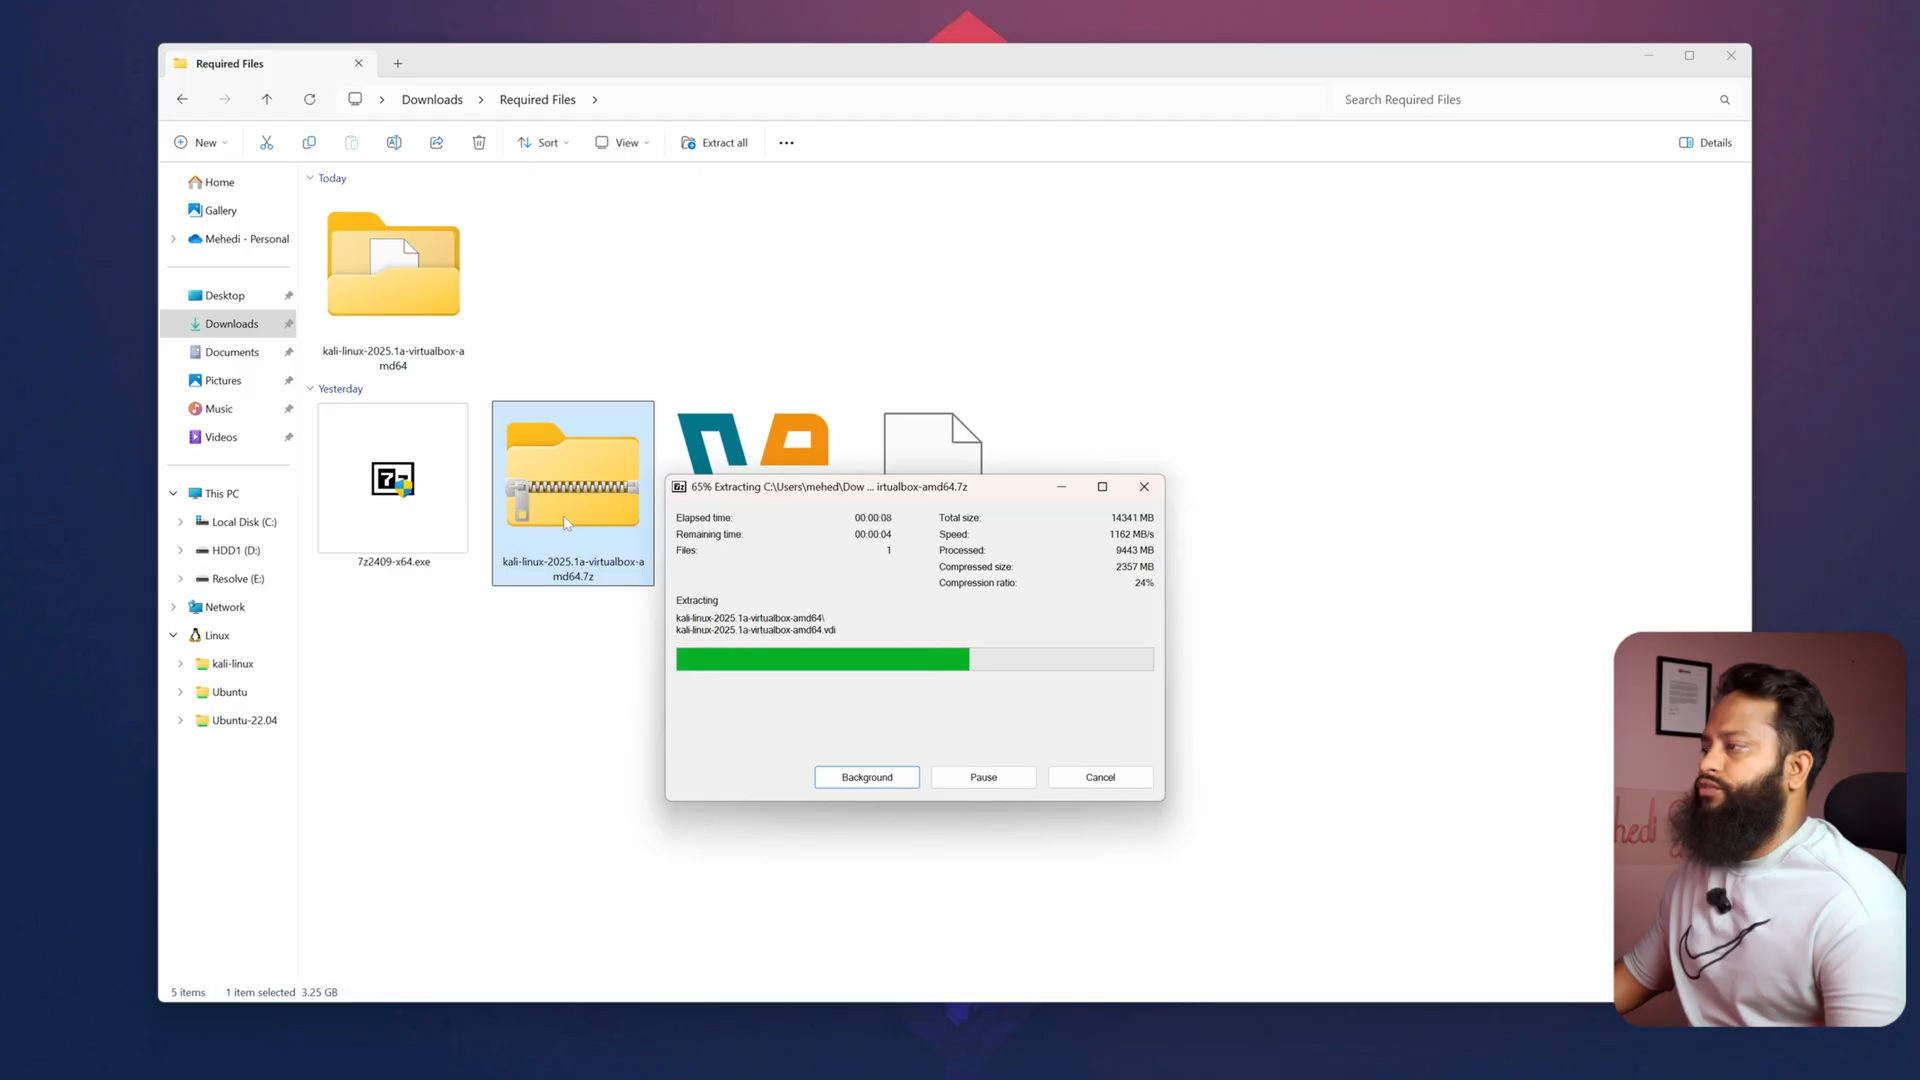 Required Files
Downloads
Required Files
Search Required Files
New
Sort
View
Extract all
Details
Home
Gallery
Mehedi - Personal
Desktop
Downloads
Documents
Pictures
Music
Videos
This PC
Local Disk (C:)
HDD1 (D:)
Resolve (E:)
Network
Linux
kali-linux
Ubuntu
Ubuntu-22.04
Today
kali-linux-2025.1a-virtualbox-a
md64
Yesterday
7z
7z2409-x64.exe
kali-linux-2025.1a-virtualbox-a
md64.7z
65% Extracting C:\Users\mehed\Dow ... irtualbox-amd64.7z
Elapsed time: 00:00:08
Remaining time: 00:00:04
Files: 1
Total size: 14341 MB
Speed: 1162 MB/s
Processed: 9443 MB
Compressed size: 2357 MB
Compression ratio: 24%
Extracting
kali-linux-2025.1a-virtualbox-amd64\
kali-linux-2025.1a-virtualbox-amd64.vdi
Background
Pause
Cancel
5 items
1 item selected 3.25 GB
hedi